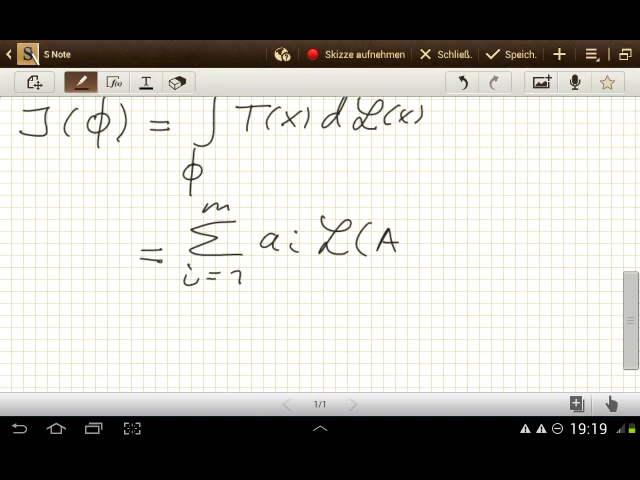 S Note
Skizze aufnehmen
Schließ.
Speich.
J(ϕ) = ∫ T(x) dℒ(x)
ϕ
m
= ∑ ai ℒ(A
i=1
1/1
19:19